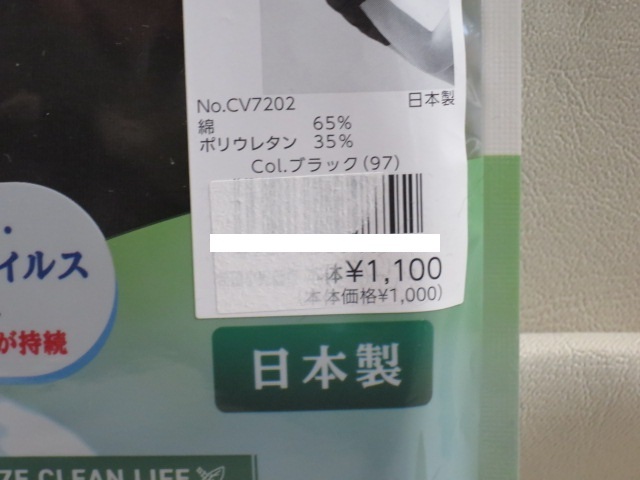 No.CV7202
日本製
綿 65%
ポリウレタン 35%
Col.ブラック(97)
体¥1,100
(本体価格¥1,000)
イルス
が持続
日本製
ZE CLEAN LIFE